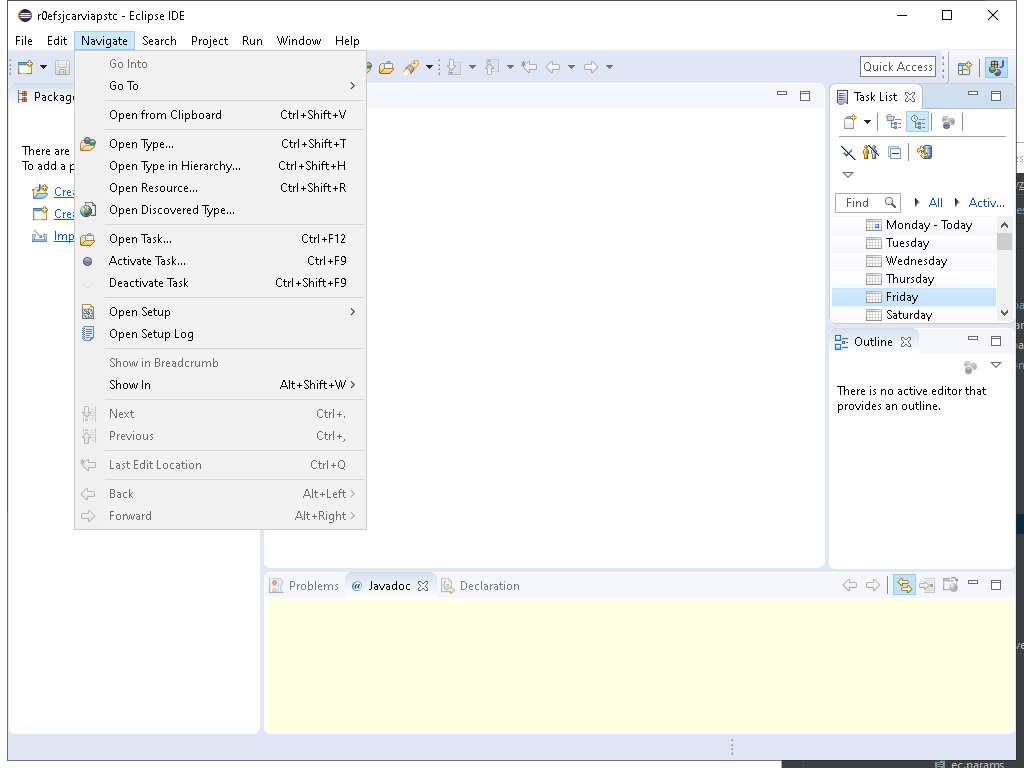 r0efsjcarviapstc - Eclipse IDE
File Edit Navigate Search Project Run Window Help
Quick Access
Go Into
Go To
Open from Clipboard Ctrl+Shift+V
Open Type... Ctrl+Shift+T
Open Type in Hierarchy... Ctrl+Shift+H
Open Resource... Ctrl+Shift+R
Open Discovered Type...
Open Task... Ctrl+F12
Activate Task... Ctrl+F9
Deactivate Task Ctrl+Shift+F9
Open Setup
Open Setup Log
Show in Breadcrumb
Show In Alt+Shift+W
Next Ctrl+.
Previous Ctrl+,
Last Edit Location Ctrl+Q
Back Alt+Left
Forward Alt+Right
Package
There are
To add a p
Crea
Crea
Imp
Task List
Find All Activ...
Monday - Today
Tuesday
Wednesday
Thursday
Friday
Saturday
Outline
There is no active editor that
provides an outline.
Problems @ Javadoc Declaration
ec.params